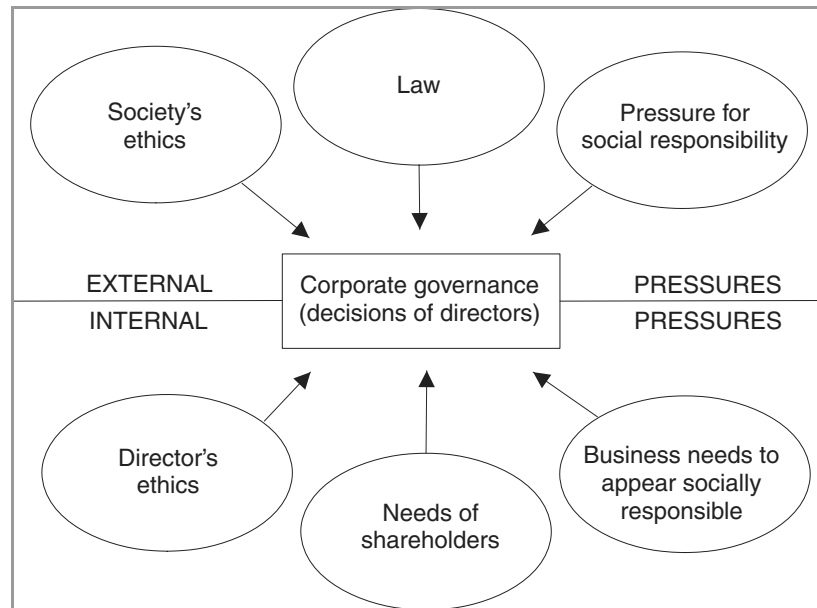 Law
Society’s
ethics
Pressure for
social responsibility
EXTERNAL
PRESSURES
Corporate governance
(decisions of directors)
INTERNAL
PRESSURES
Director’s
ethics
Needs of
shareholders
Business needs to
appear socially
responsible